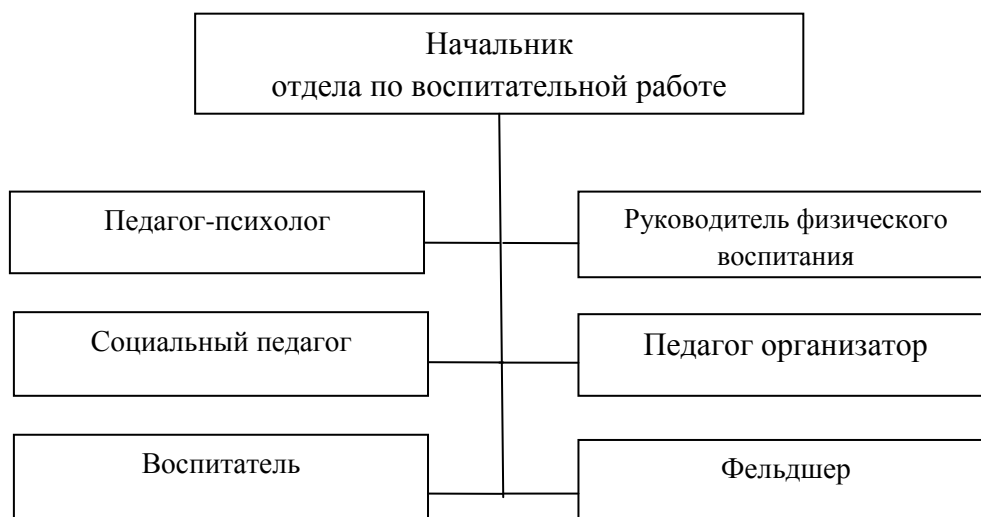 Начальник
отдела по воспитательной работе
Педагог-психолог
Руководитель физического
воспитания
Социальный педагог
Педагог организатор
Воспитатель
Фельдшер